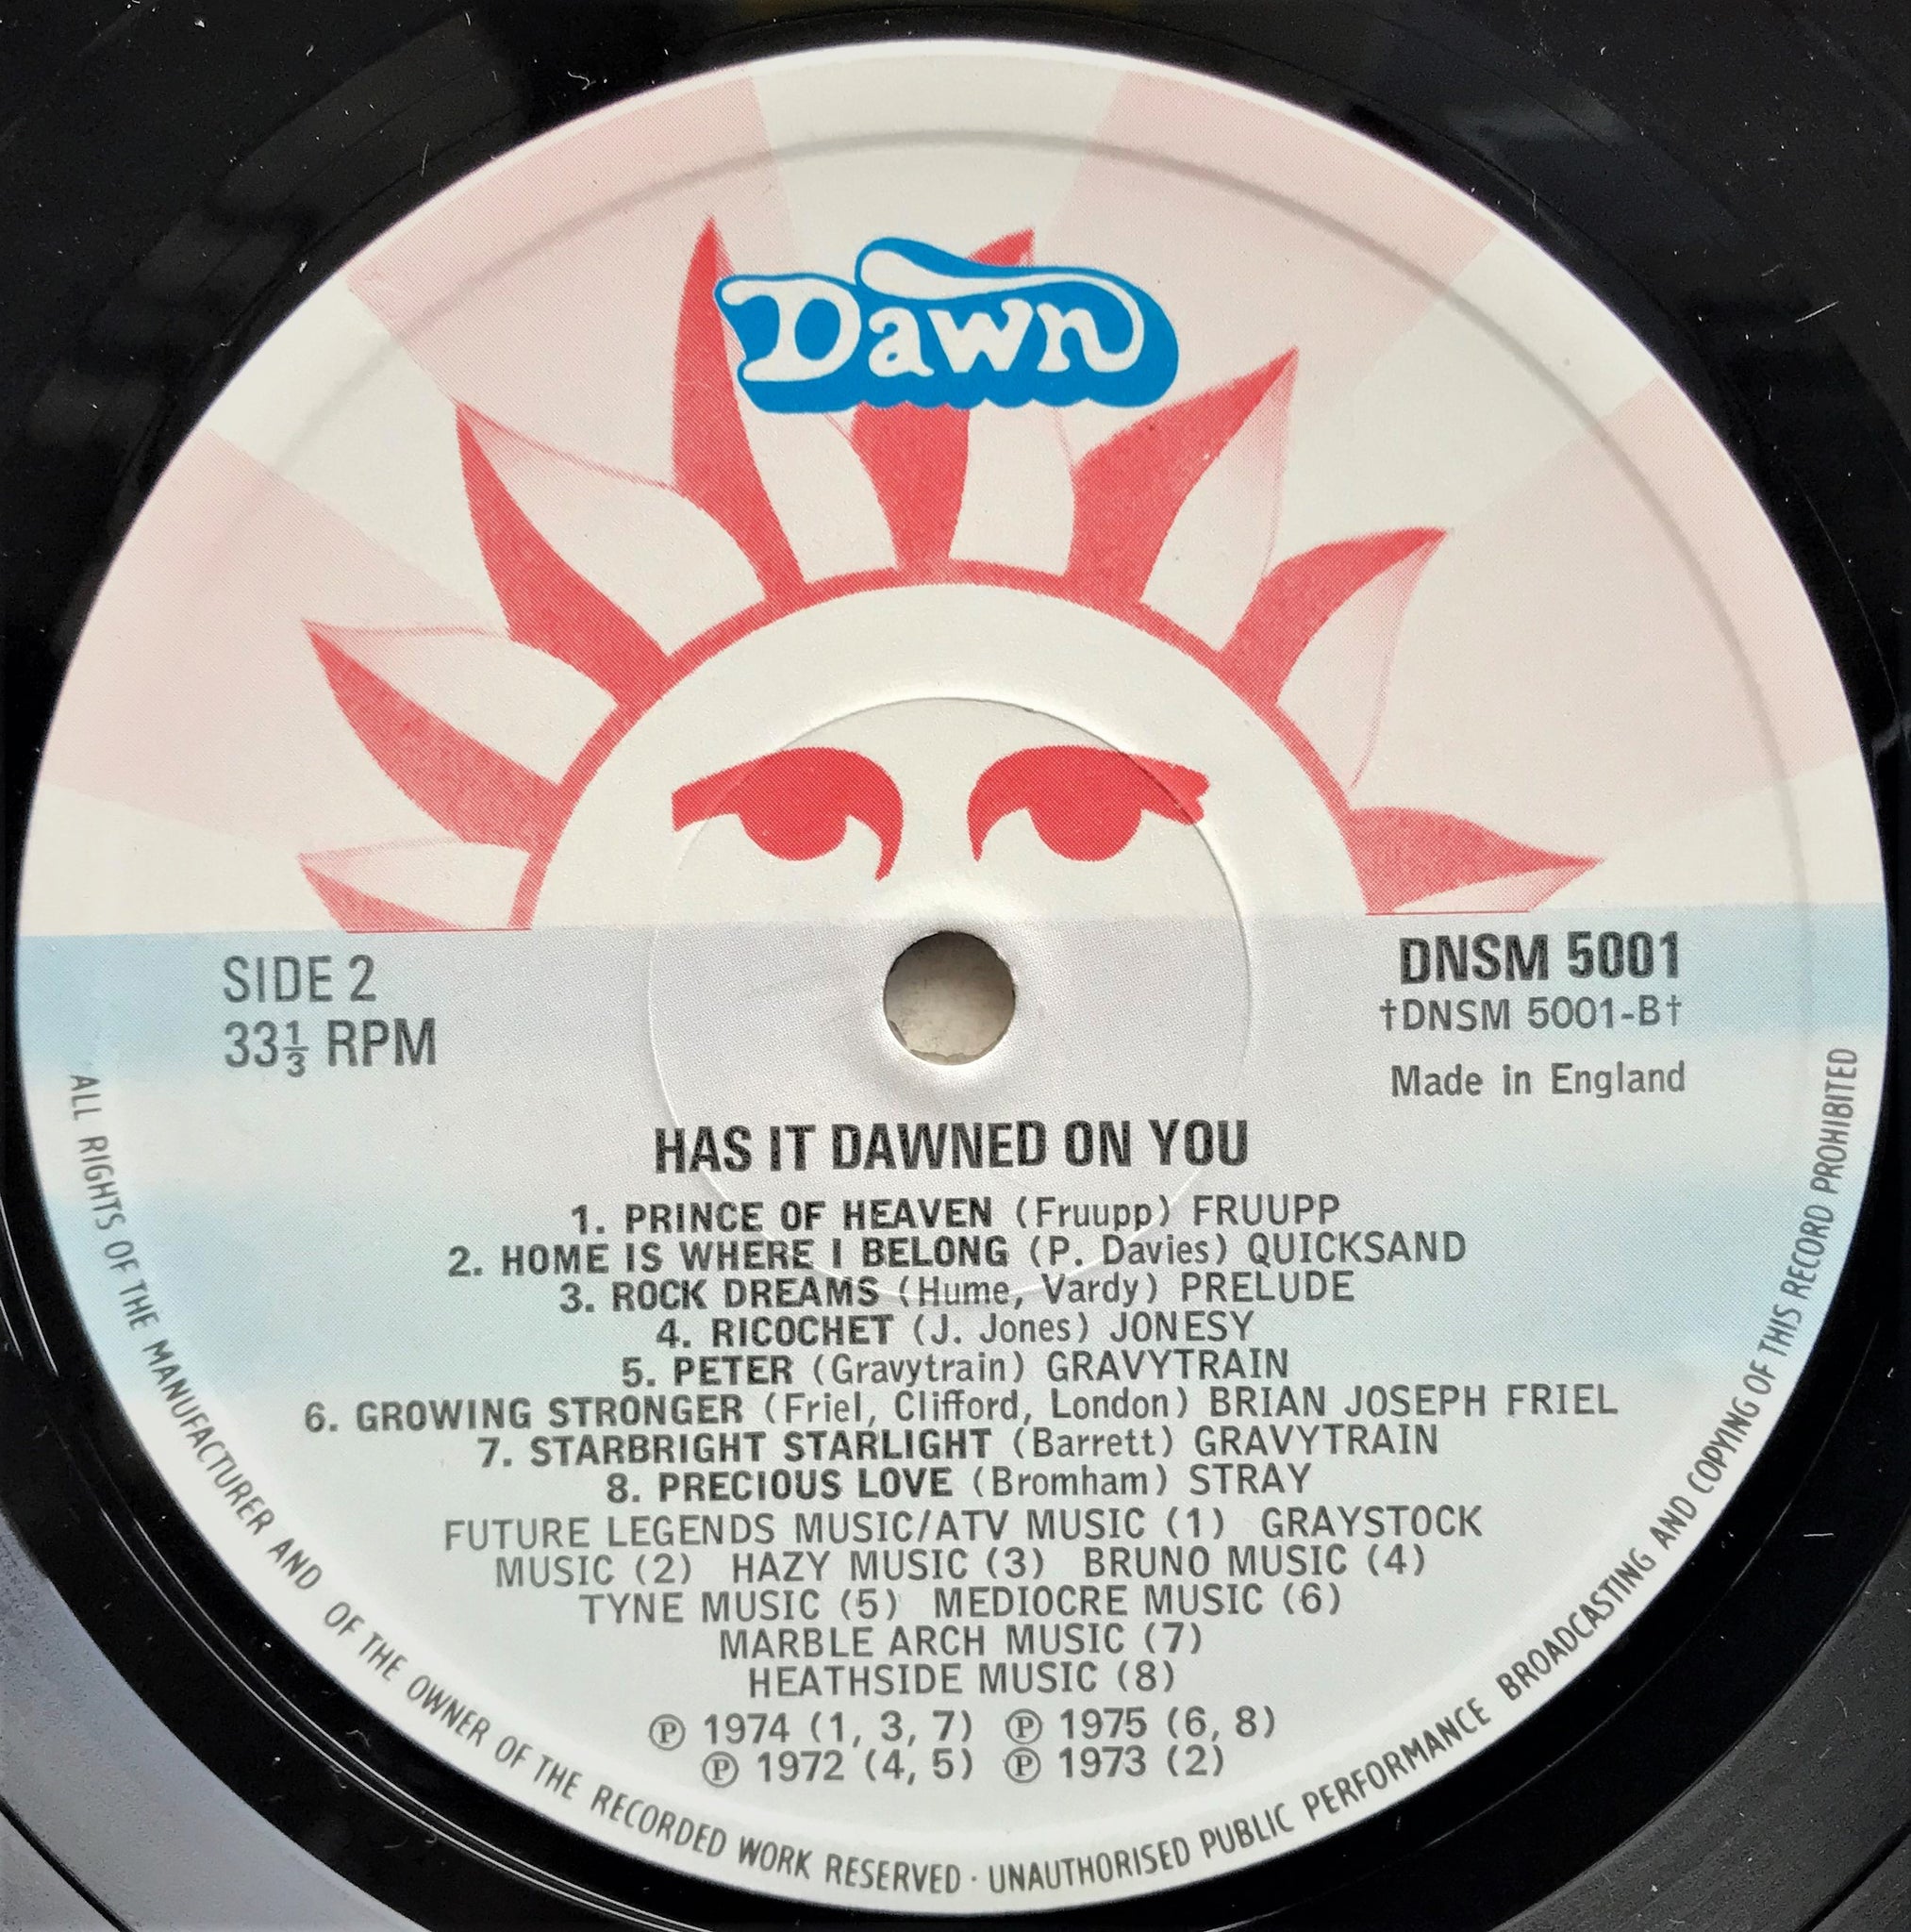 Dawn
SIDE 2
33⅓ RPM
DNSM 5001
†DNSM 5001-B†
Made in England
HAS IT DAWNED ON YOU
1. PRINCE OF HEAVEN (Fruupp) FRUUPP
2. HOME IS WHERE I BELONG (P. Davies) QUICKSAND
3. ROCK DREAMS (Hume, Vardy) PRELUDE
4. RICOCHET (J. Jones) JONESY
5. PETER (Gravytrain) GRAVYTRAIN
6. GROWING STRONGER (Friel, Clifford, London) BRIAN JOSEPH FRIEL
7. STARBRIGHT STARLIGHT (Barrett) GRAVYTRAIN
8. PRECIOUS LOVE (Bromham) STRAY
FUTURE LEGENDS MUSIC/ATV MUSIC (1) GRAYSTOCK
MUSIC (2) HAZY MUSIC (3) BRUNO MUSIC (4)
TYNE MUSIC (5) MEDIOCRE MUSIC (6)
MARBLE ARCH MUSIC (7)
HEATHSIDE MUSIC (8)
℗ 1974 (1, 3, 7) ℗ 1975 (6, 8)
℗ 1972 (4, 5) ℗ 1973 (2)
ALL RIGHTS OF THE MANUFACTURER AND OF THE OWNER OF THE RECORDED WORK RESERVED · UNAUTHORISED PUBLIC PERFORMANCE BROADCASTING AND COPYING OF THIS RECORD PROHIBITED